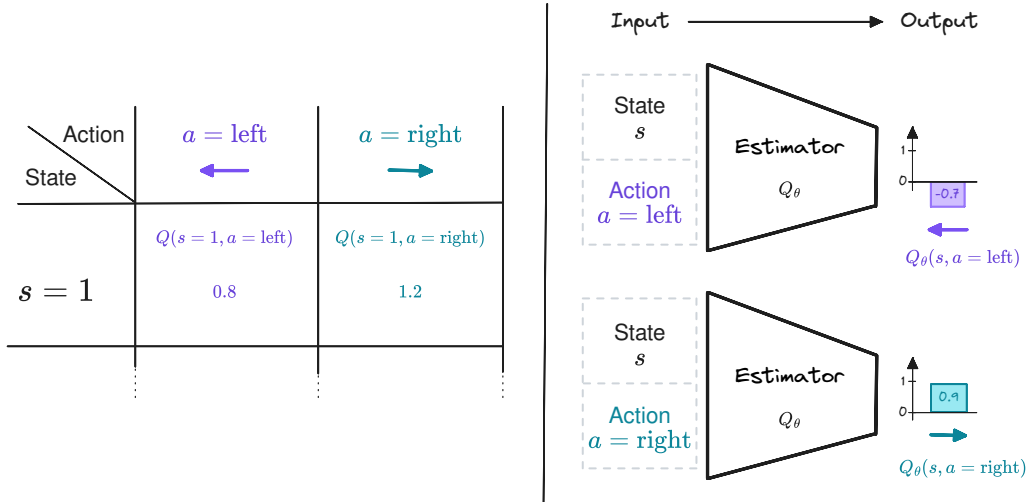 Action
State
a = left
a = right
s = 1
Q(s = 1, a = left)
0.8
Q(s = 1, a = right)
1.2
Input
Output
State
s
Action
a = left
Estimator
Q_θ
1
0
-0.7
Q_θ(s, a = left)
State
s
Action
a = right
Estimator
Q_θ
1
0
0.9
Q_θ(s, a = right)